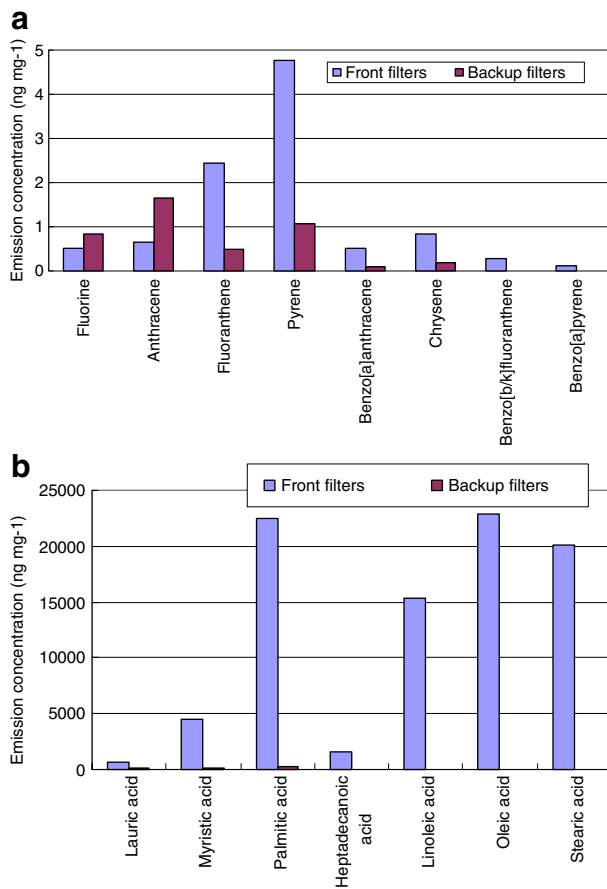 a
Emission concentration (ng mg-1)
5
4
3
2
1
0
Front filters
Backup filters
Fluorine
Anthracene
Fluoranthene
Pyrene
Benzo[a]anthracene
Chrysene
Benzo[b/k]fluoranthene
Benzo[a]pyrene
b
Front filters
Backup filters
Emission concentration (ng mg-1)
25000
20000
15000
10000
5000
0
Lauric acid
Myristic acid
Palmitic acid
Heptadecanoic
acid
Linoleic acid
Oleic acid
Stearic acid